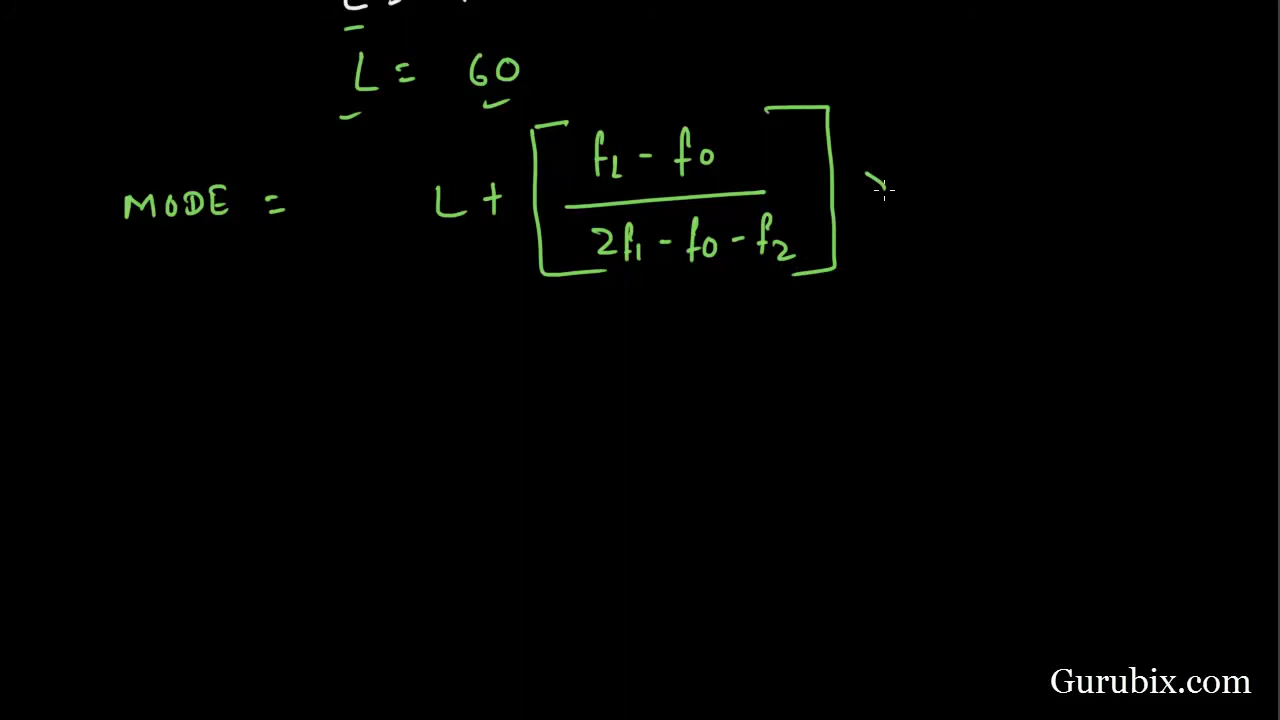 L = 60
MODE = L + [ f1 - f0 / 2f1 - f0 - f2 ]
Gurubix.com